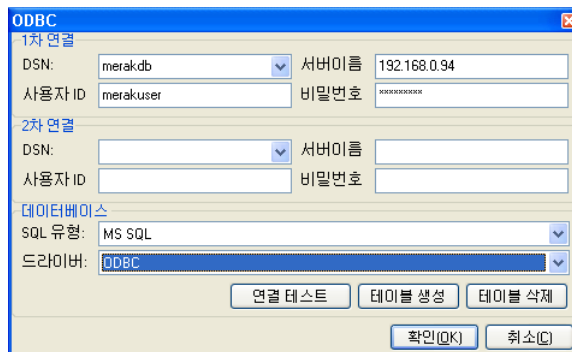 ODBC
1차 연결
DSN: merakdb 서버이름 192.168.0.94
사용자 ID merakuser 비밀번호 *********
2차 연결
DSN: 서버이름
사용자 ID 비밀번호
데이터베이스
SQL 유형: MS SQL
드라이버: ODBC
연결 테스트 테이블 생성 테이블 삭제
확인(OK) 취소(C)